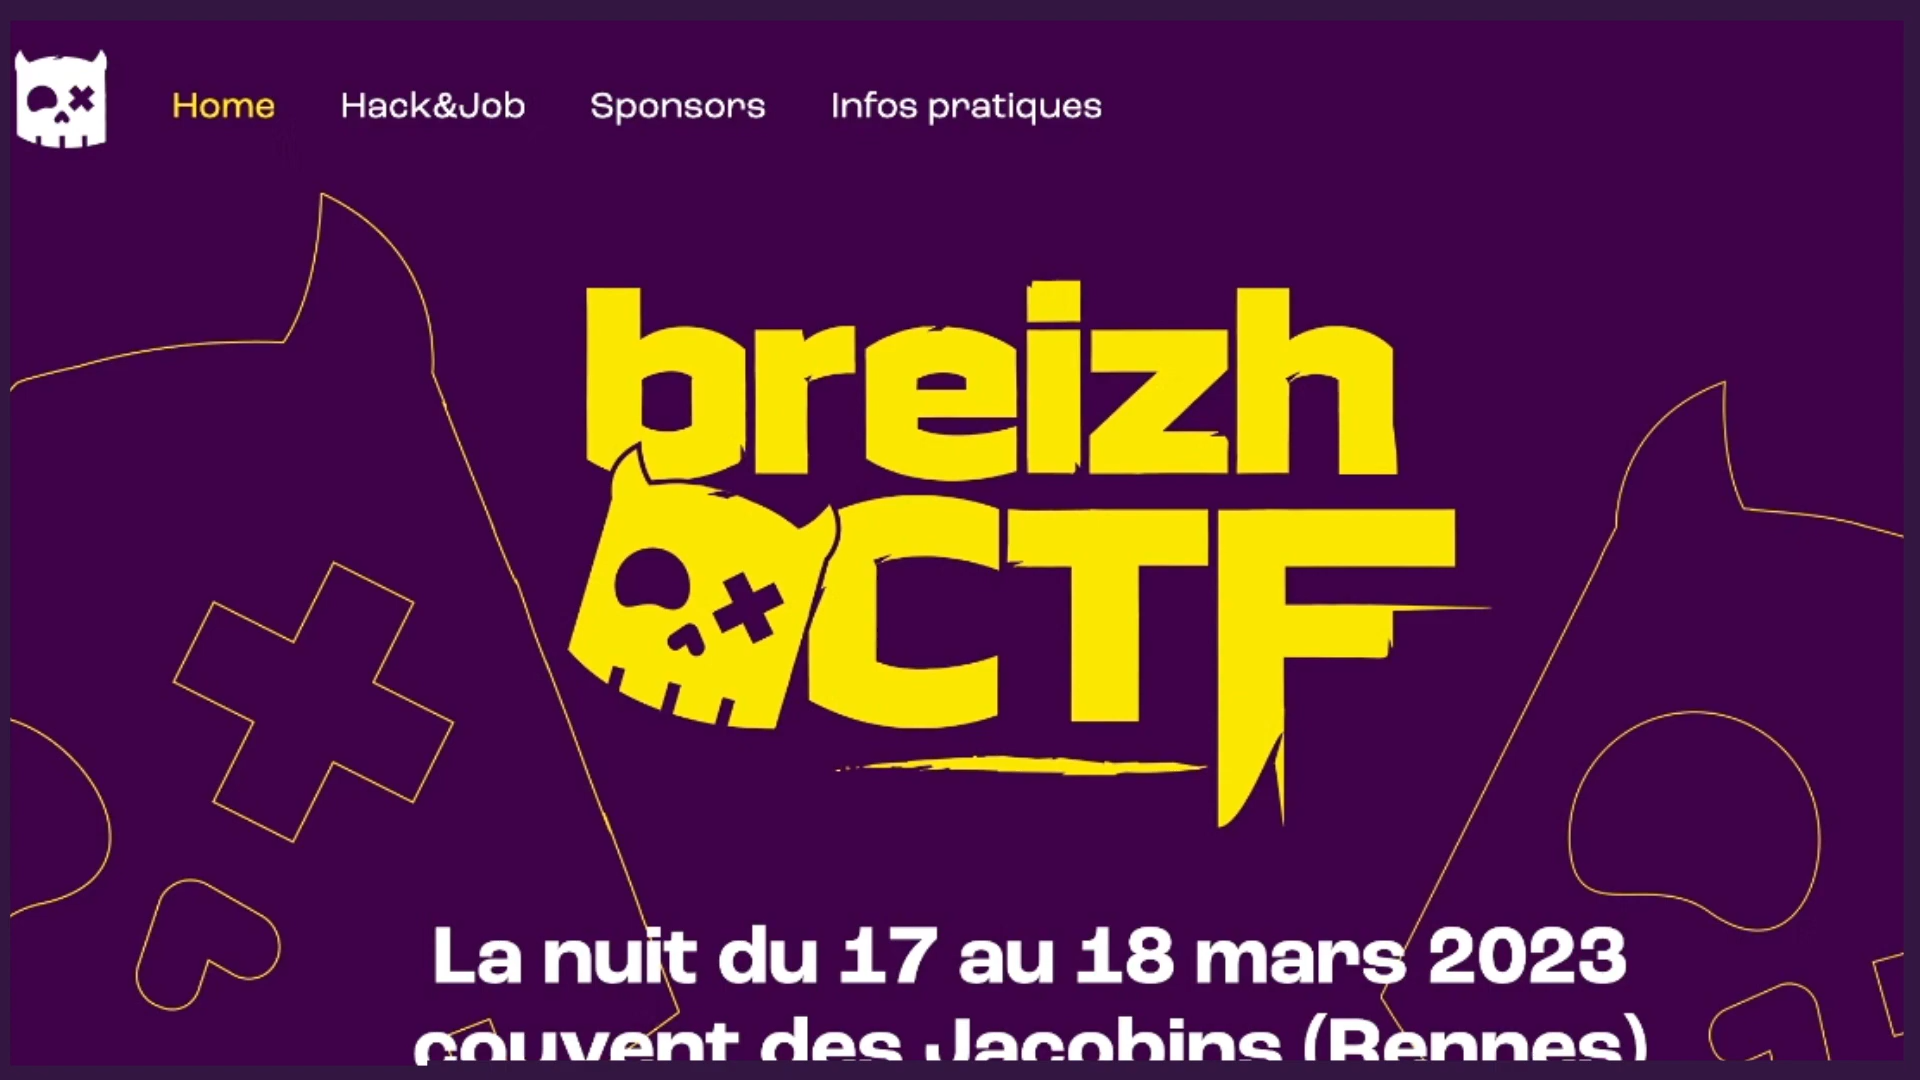 Home Hack&Job Sponsors Infos pratiques
breizh
CTF
La nuit du 17 au 18 mars 2023
couvent des Jacobins (Rennes)